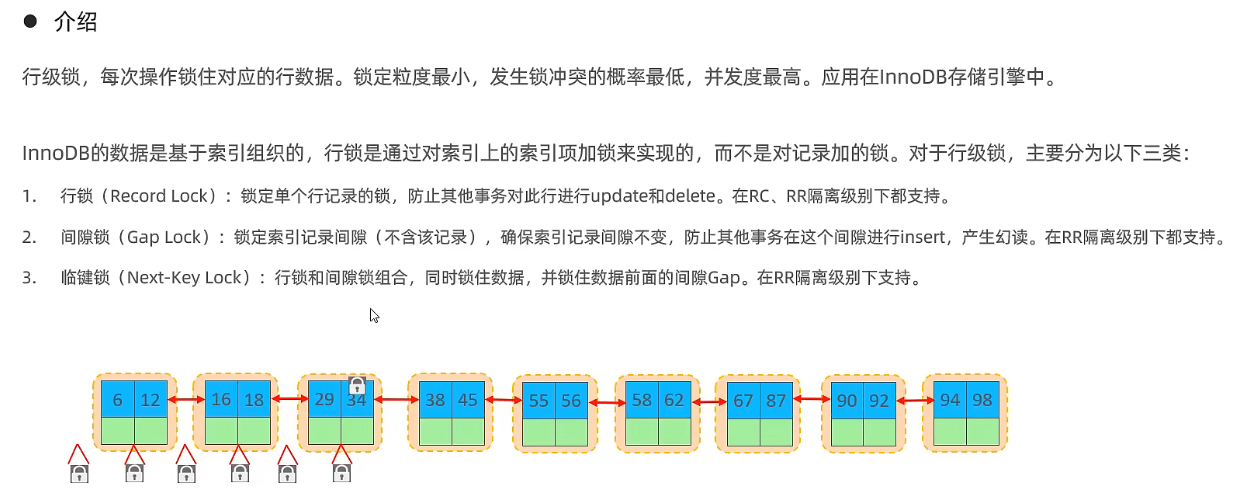 ● 介绍
行级锁，每次操作锁住对应的行数据。锁定粒度最小，发生锁冲突的概率最低，并发度最高。应用在InnoDB存储引擎中。
InnoDB的数据是基于索引组织的，行锁是通过对索引上的索引项加锁来实现的，而不是对记录加的锁。对于行级锁，主要分为以下三类：
1. 行锁（Record Lock）：锁定单个行记录的锁，防止其他事务对此行进行update和delete。在RC、RR隔离级别下都支持。
2. 间隙锁（Gap Lock）：锁定索引记录间隙（不含该记录），确保索引记录间隙不变，防止其他事务在这个间隙进行insert，产生幻读。在RR隔离级别下都支持。
3. 临键锁（Next-Key Lock）：行锁和间隙锁组合，同时锁住数据，并锁住数据前面的间隙Gap。在RR隔离级别下支持。
6 12 16 18 29 34 38 45 55 56 58 62 67 87 90 92 94 98